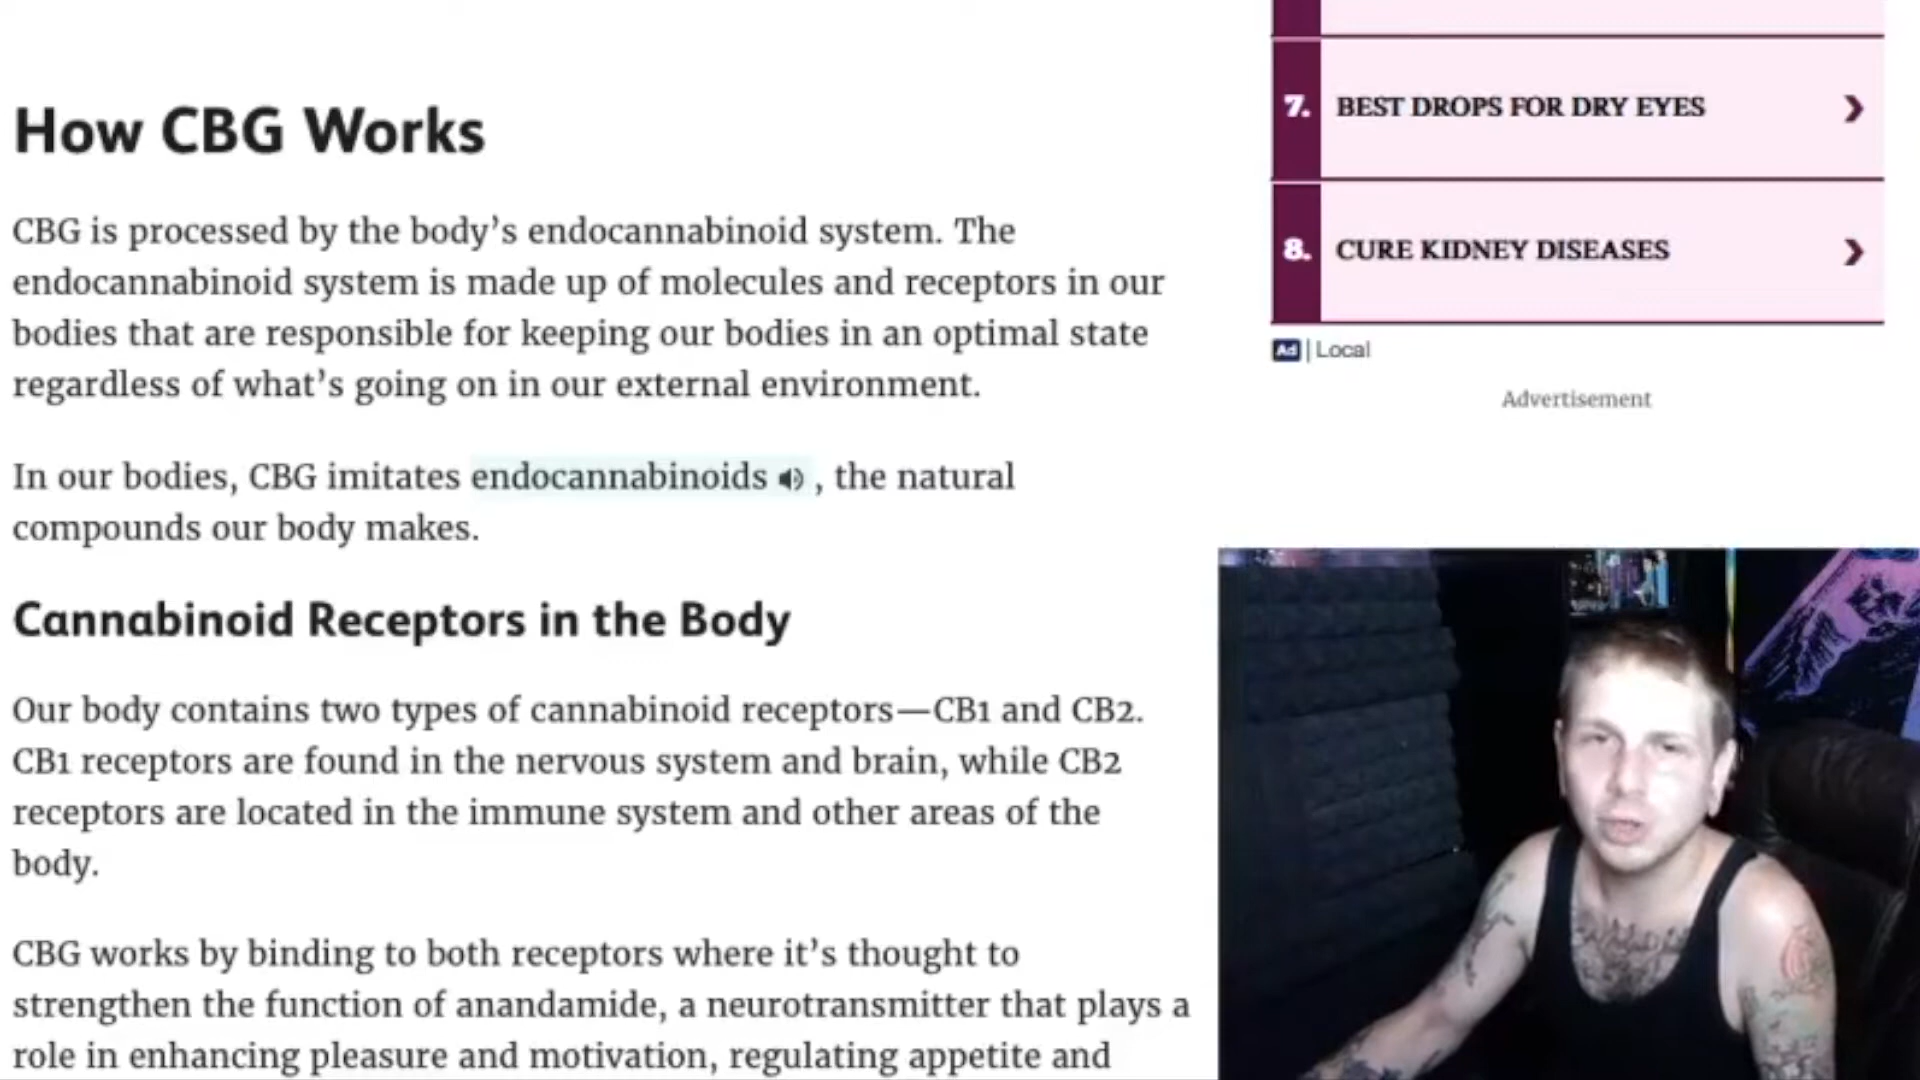 How CBG Works
CBG is processed by the body’s endocannabinoid system. The
endocannabinoid system is made up of molecules and receptors in our
bodies that are responsible for keeping our bodies in an optimal state
regardless of what’s going on in our external environment.
In our bodies, CBG imitates endocannabinoids , the natural
compounds our body makes.
Cannabinoid Receptors in the Body
Our body contains two types of cannabinoid receptors—CB1 and CB2.
CB1 receptors are found in the nervous system and brain, while CB2
receptors are located in the immune system and other areas of the
body.
CBG works by binding to both receptors where it’s thought to
strengthen the function of anandamide, a neurotransmitter that plays a
role in enhancing pleasure and motivation, regulating appetite and
7. BEST DROPS FOR DRY EYES
8. CURE KIDNEY DISEASES
Ad | Local
Advertisement